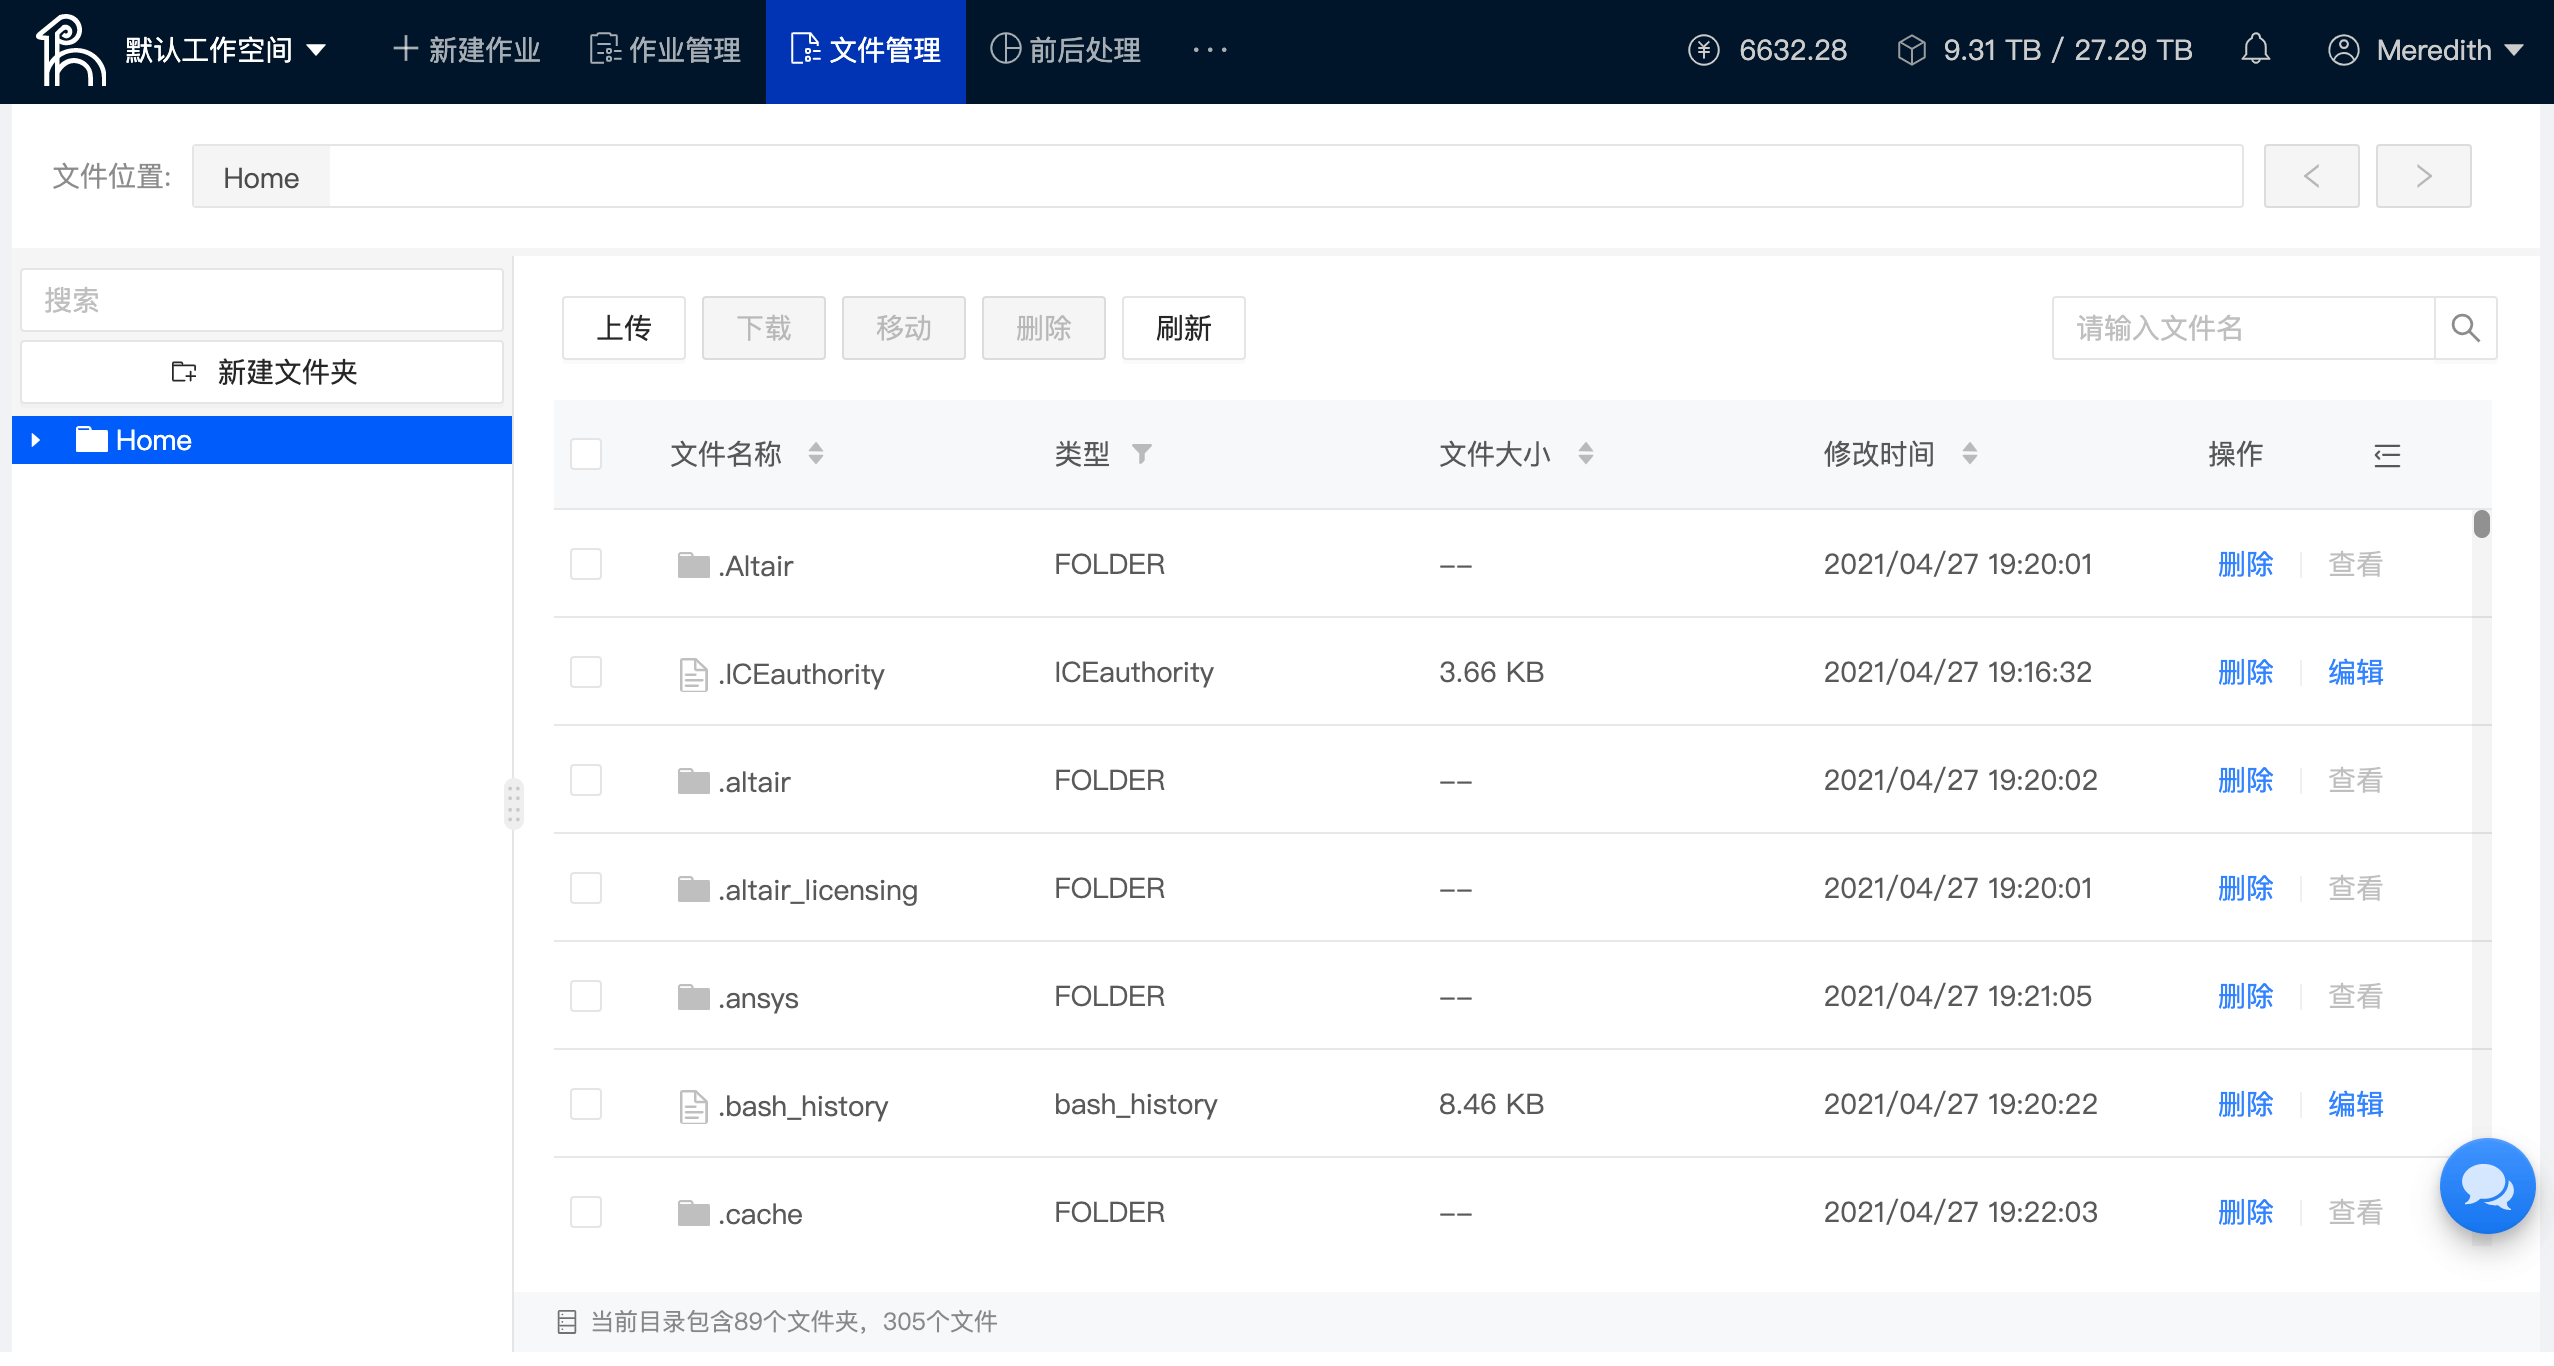 默认工作空间 新建作业 作业管理 文件管理 前后处理 ··· 6632.28 9.31 TB / 27.29 TB Meredith
文件位置: Home
搜索
新建文件夹
Home
上传 下载 移动 删除 刷新 请输入文件名
文件名称 类型 文件大小 修改时间 操作
.Altair FOLDER -- 2021/04/27 19:20:01 删除 查看
.ICEauthority ICEauthority 3.66 KB 2021/04/27 19:16:32 删除 编辑
.altair FOLDER -- 2021/04/27 19:20:02 删除 查看
.altair_licensing FOLDER -- 2021/04/27 19:20:01 删除 查看
.ansys FOLDER -- 2021/04/27 19:21:05 删除 查看
.bash_history bash_history 8.46 KB 2021/04/27 19:20:22 删除 编辑
.cache FOLDER -- 2021/04/27 19:22:03 删除 查看
当前目录包含89个文件夹，305个文件